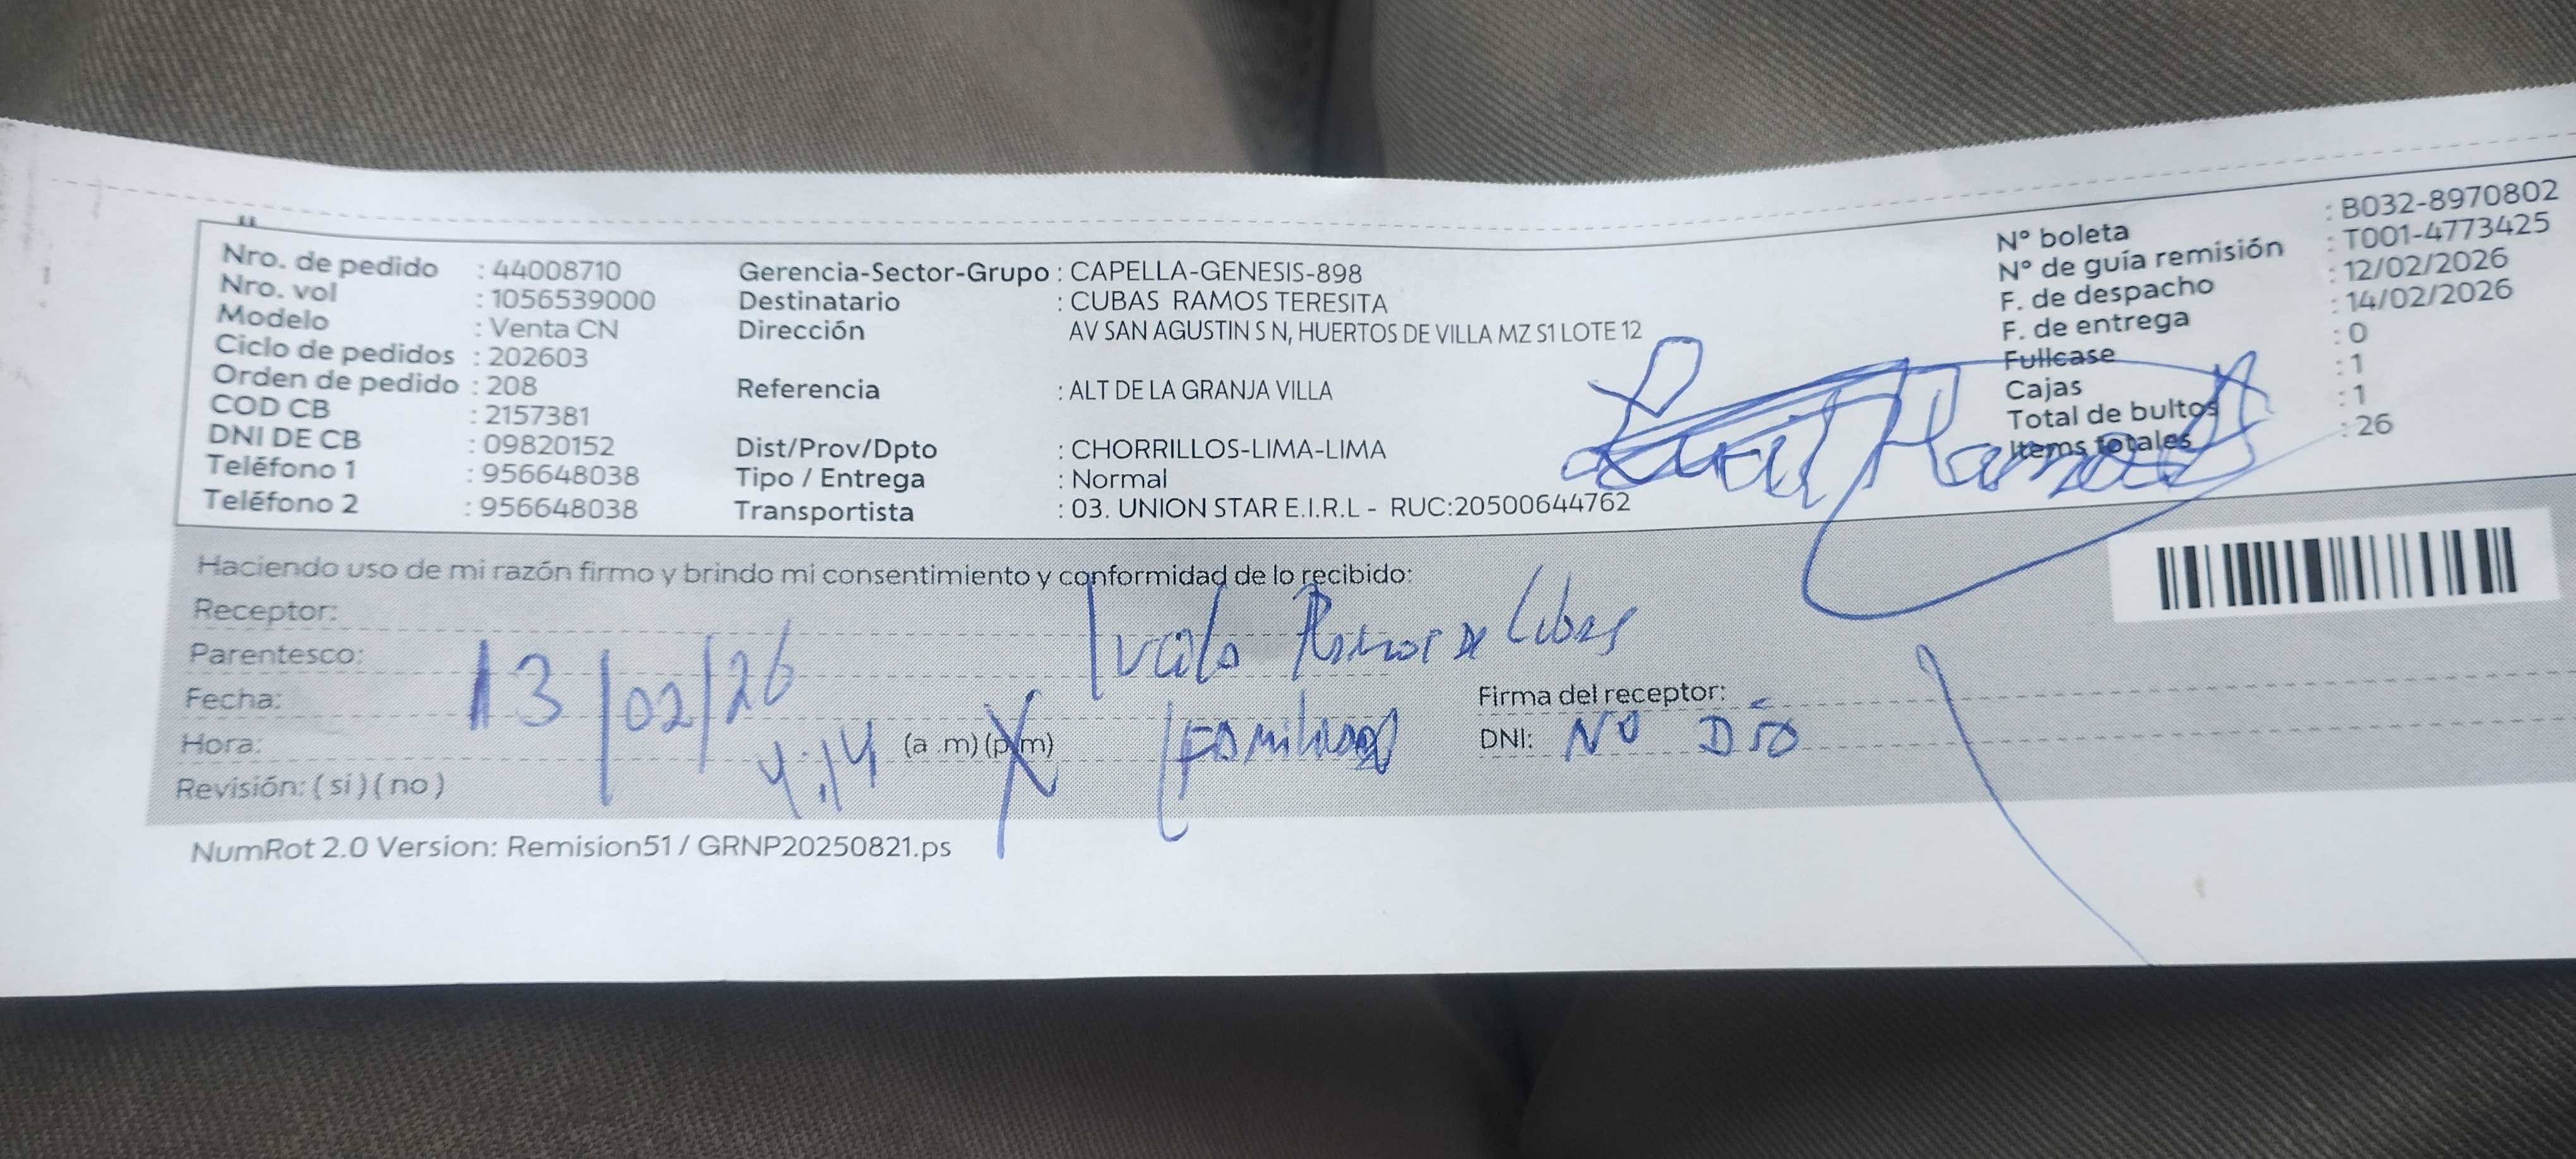 Nro. de pedido : 44008710
Nro. vol : 1056539000
Modelo : Venta CN
Ciclo de pedidos : 202603
Orden de pedido : 208
COD CB : 2157381
DNI DE CB : 09820152
Teléfono 1 : 956648038
Teléfono 2 : 956648038
Gerencia-Sector-Grupo : CAPELLA-GENESIS-898
Destinatario : CUBAS RAMOS TERESITA
Dirección AV SAN AGUSTIN S N, HUERTOS DE VILLA MZ S1 LOTE 12
Referencia : ALT DE LA GRANJA VILLA
Dist/Prov/Dpto : CHORRILLOS-LIMA-LIMA
Tipo / Entrega : Normal
Transportista : 03. UNION STAR E.I.R.L - RUC:20500644762
N° boleta : B032-8970802
N° de guía remisión : T001-4773425
F. de despacho : 12/02/2026
F. de entrega : 14/02/2026
Fullcase : 0
Cajas : 1
Total de bultos : 1
Items totales : 26
Haciendo uso de mi razón firmo y brindo mi consentimiento y conformidad de lo recibido:
Receptor: Ramos de Cubas
Parentesco:
Fecha: 13/02/26
Firma del receptor:
Hora: 4:14 (a .m) (p.m)
DNI: NO DIO
Revisión: ( si ) ( no )
NumRot 2.0 Version: Remision51 / GRNP20250821.ps